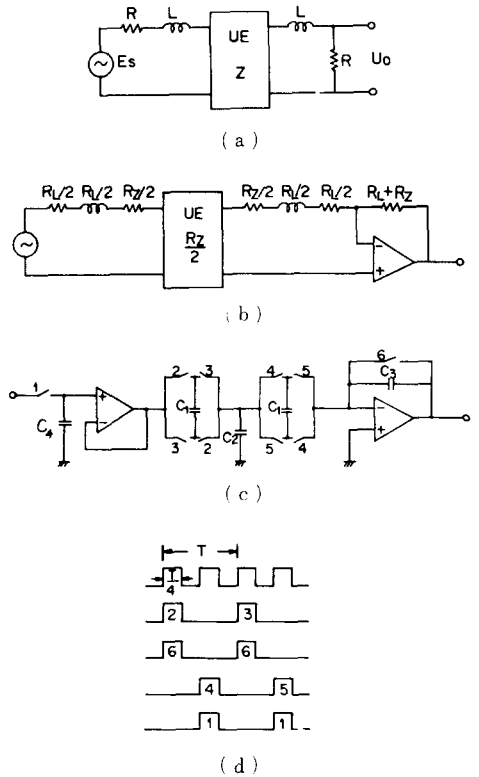 R L UE L
Es Z R Uo
(a)
RL/2 RL/2 RZ/2 RZ/2 RL/2 RL/2 RL+RZ
UE
RZ/2
- +
(b)
1 2 3 4 5 6
C3
C4 + - C1 C2 C1 - +
3 2 5 4
(c)
T
T/4
2 3
6 6
4 5
1 1
(d)